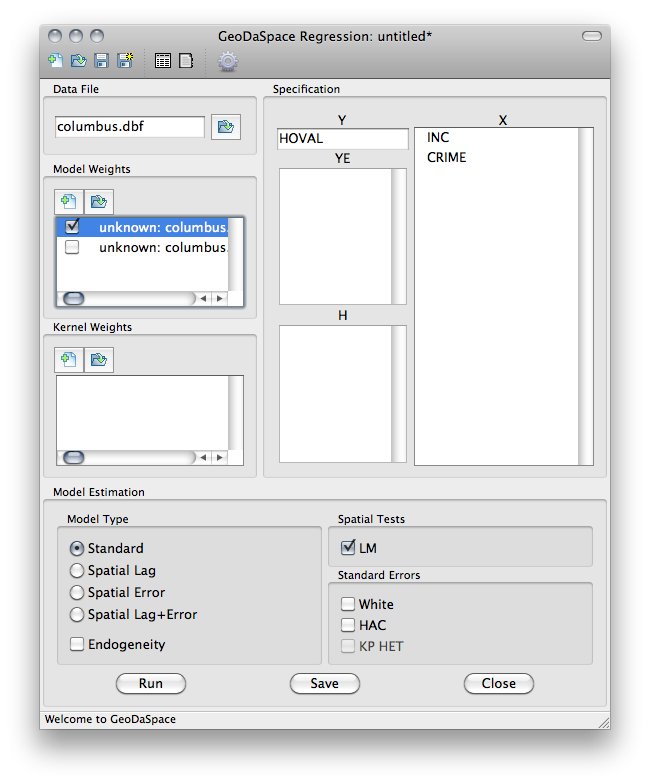 GeoDaSpace Regression: untitled*
Data File
columbus.dbf
Model Weights
unknown: columbus.
unknown: columbus.
Kernel Weights
Specification
Y
HOVAL
YE
H
X
INC
CRIME
Model Estimation
Model Type
Standard
Spatial Lag
Spatial Error
Spatial Lag+Error
Endogeneity
Spatial Tests
LM
Standard Errors
White
HAC
KP HET
Run
Save
Close
Welcome to GeoDaSpace